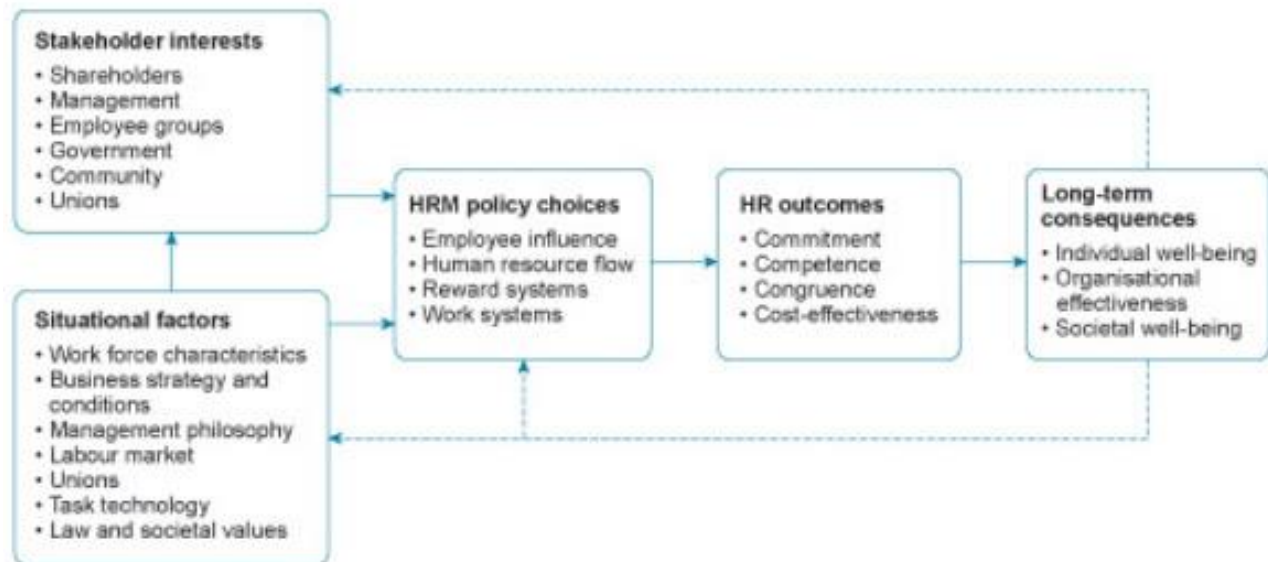 Stakeholder interests
• Shareholders
• Management
• Employee groups
• Government
• Community
• Unions
Situational factors
• Work force characteristics
• Business strategy and
conditions
• Management philosophy
• Labour market
• Unions
• Task technology
• Law and societal values
HRM policy choices
• Employee influence
• Human resource flow
• Reward systems
• Work systems
HR outcomes
• Commitment
• Competence
• Congruence
• Cost-effectiveness
Long-term
consequences
• Individual well-being
• Organisational
effectiveness
• Societal well-being